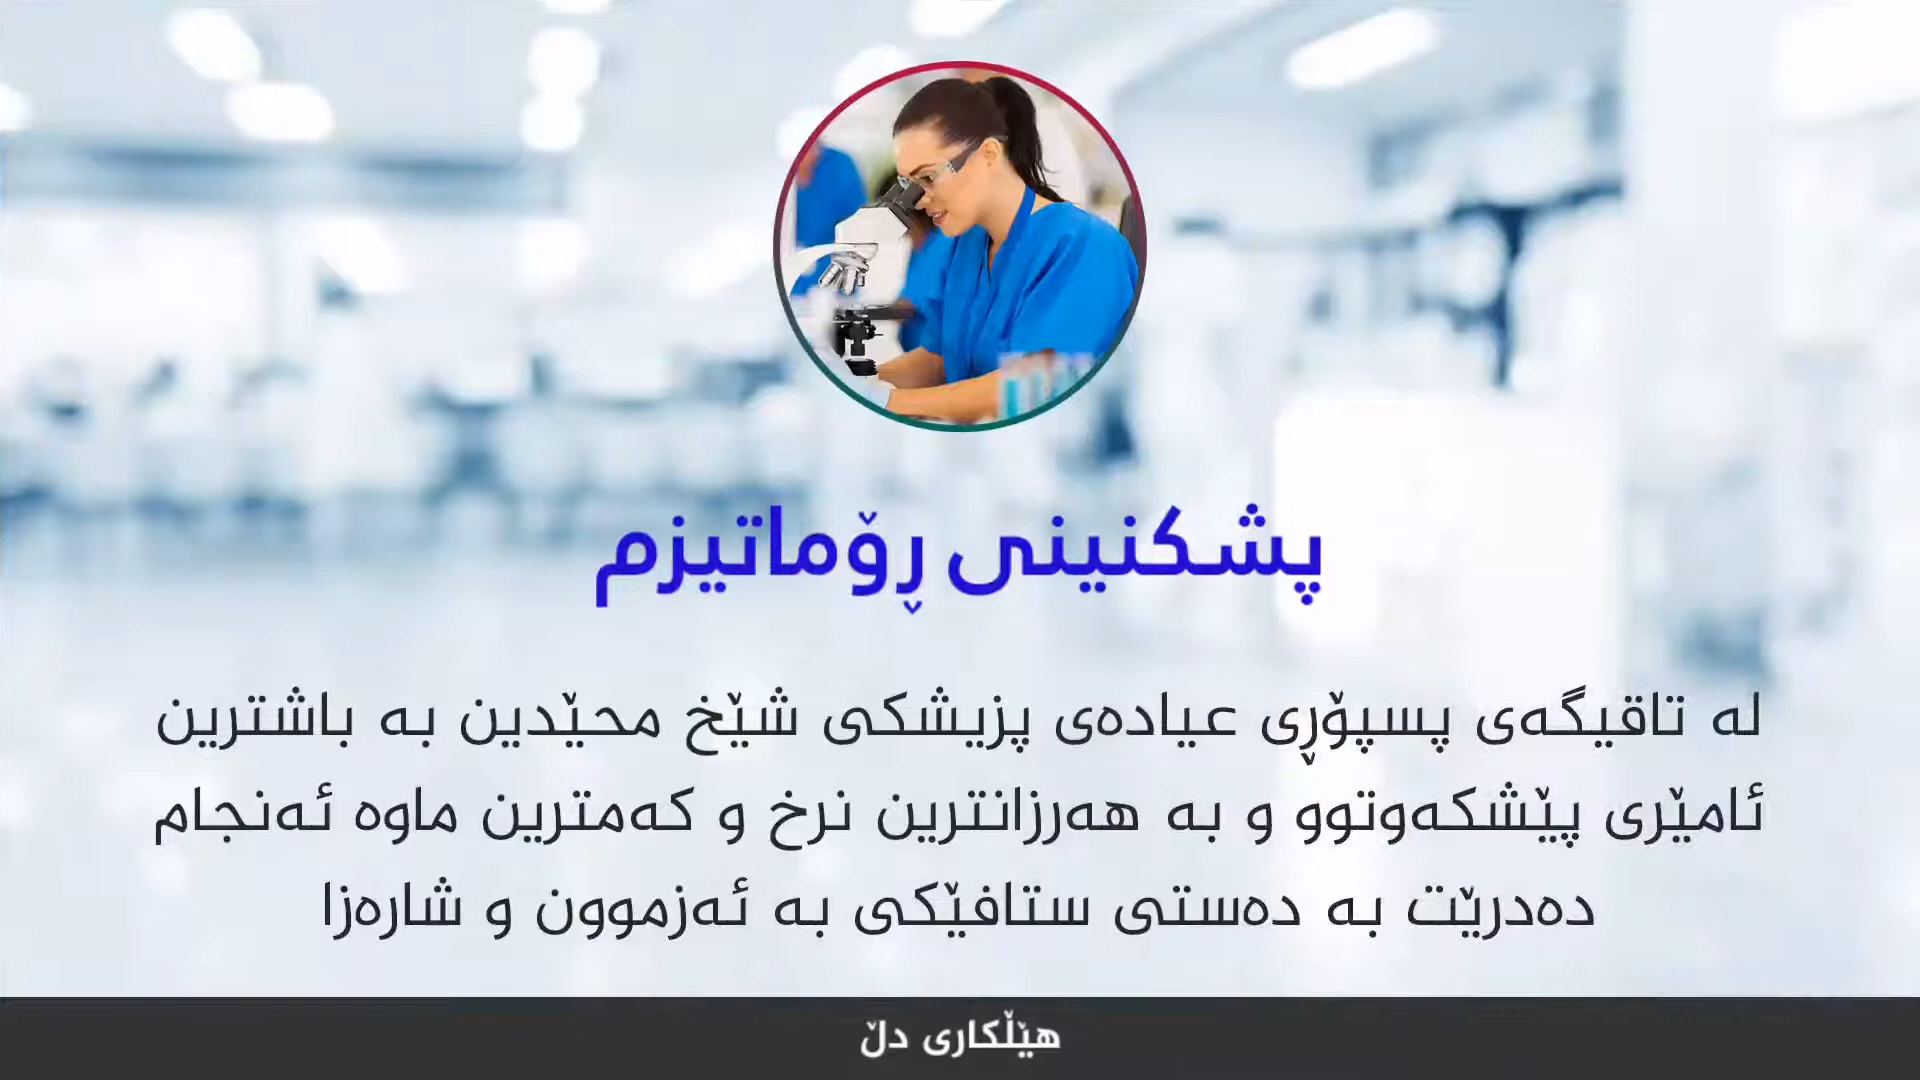 پشکنینی ڕۆماتیزم
لە تاقیگەی پسپۆڕی عیادەی پزیشکی شێخ محێدین بە باشترین
ئامێری پێشکەوتوو و بە هەرزانترین نرخ و کەمترین ماوە ئەنجام
دەدرێت بە دەستی ستافێکی بە ئەزموون و شارەزا
هێڵکاری دڵ